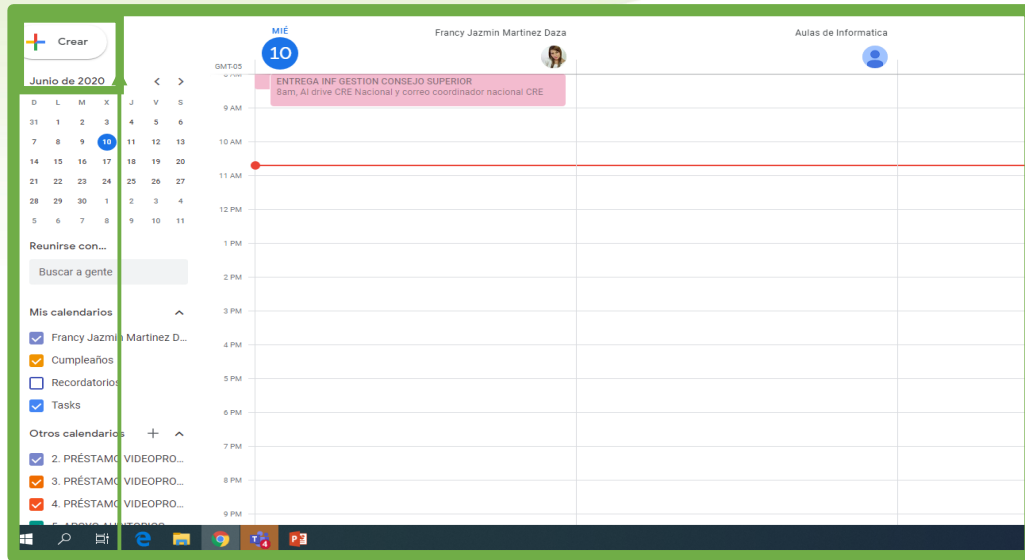 Crear
Junio de 2020
D L M X J V S
31 1 2 3 4 5 6
7 8 9 10 11 12 13
14 15 16 17 18 19 20
21 22 23 24 25 26 27
28 29 30 1 2 3 4
5 6 7 8 9 10 11
Reunirse con...
Buscar a gente
Mis calendarios
Francy Jazmin Martinez D...
Cumpleaños
Recordatorios
Tasks
Otros calendarios
2. PRÉSTAMO VIDEOPRO...
3. PRÉSTAMO VIDEOPRO...
4. PRÉSTAMO VIDEOPRO...
MIÉ
10
GMT-05
Francy Jazmin Martinez Daza
Aulas de Informatica
ENTREGA INF GESTION CONSEJO SUPERIOR
8am, Al drive CRE Nacional y correo coordinador nacional CRE
9 AM
10 AM
11 AM
12 PM
1 PM
2 PM
3 PM
4 PM
5 PM
6 PM
7 PM
8 PM
9 PM
4